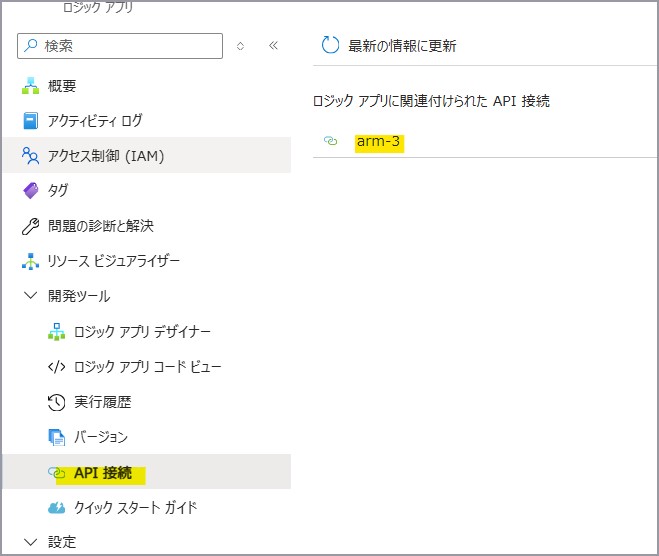 ロジック アプリ
検索
最新の情報に更新
概要
ロジック アプリに関連付けられた API 接続
アクティビティ ログ
arm-3
アクセス制御 (IAM)
タグ
問題の診断と解決
リソース ビジュアライザー
開発ツール
ロジック アプリ デザイナー
ロジック アプリ コード ビュー
実行履歴
バージョン
API 接続
クイック スタート ガイド
設定